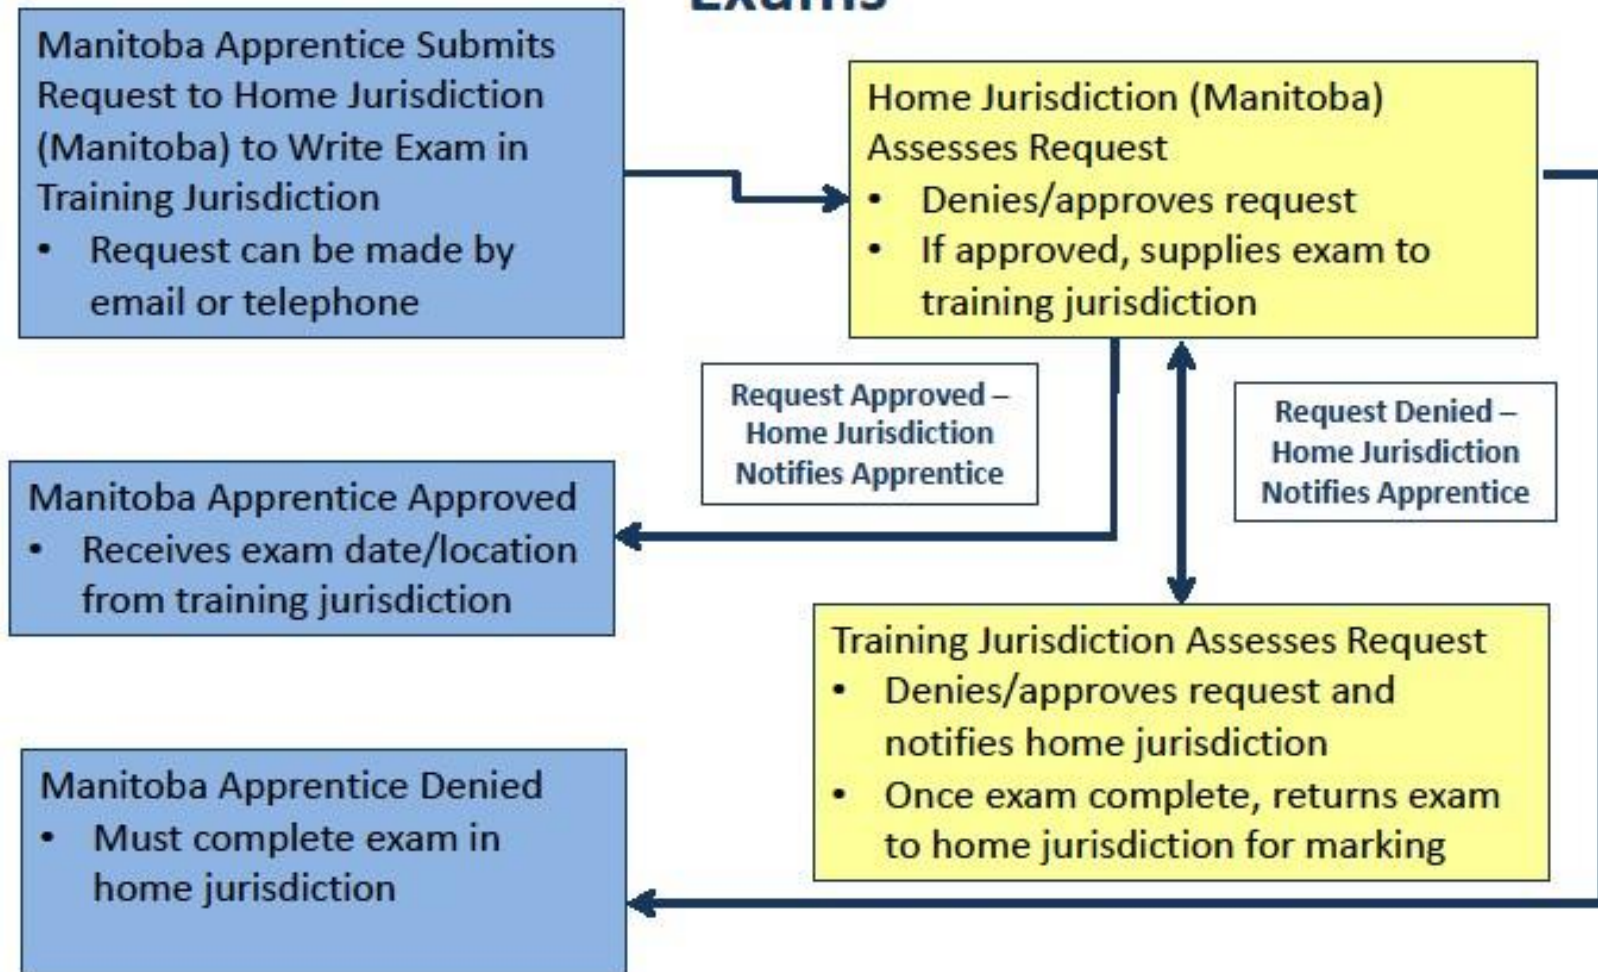 Exams
Manitoba Apprentice Submits
Request to Home Jurisdiction
(Manitoba) to Write Exam in
Training Jurisdiction
• Request can be made by
email or telephone
Home Jurisdiction (Manitoba)
Assesses Request
• Denies/approves request
• If approved, supplies exam to
training jurisdiction
Request Approved –
Home Jurisdiction
Notifies Apprentice
Request Denied –
Home Jurisdiction
Notifies Apprentice
Manitoba Apprentice Approved
• Receives exam date/location
from training jurisdiction
Training Jurisdiction Assesses Request
• Denies/approves request and
notifies home jurisdiction
• Once exam complete, returns exam
to home jurisdiction for marking
Manitoba Apprentice Denied
• Must complete exam in
home jurisdiction